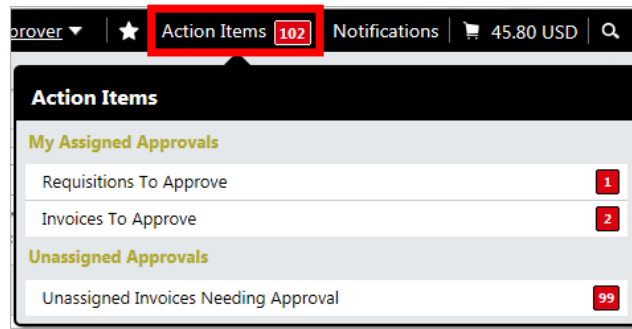 prover ▼ ★ Action Items 102 Notifications 45.80 USD
Action Items
My Assigned Approvals
Requisitions To Approve 1
Invoices To Approve 2
Unassigned Approvals
Unassigned Invoices Needing Approval 99